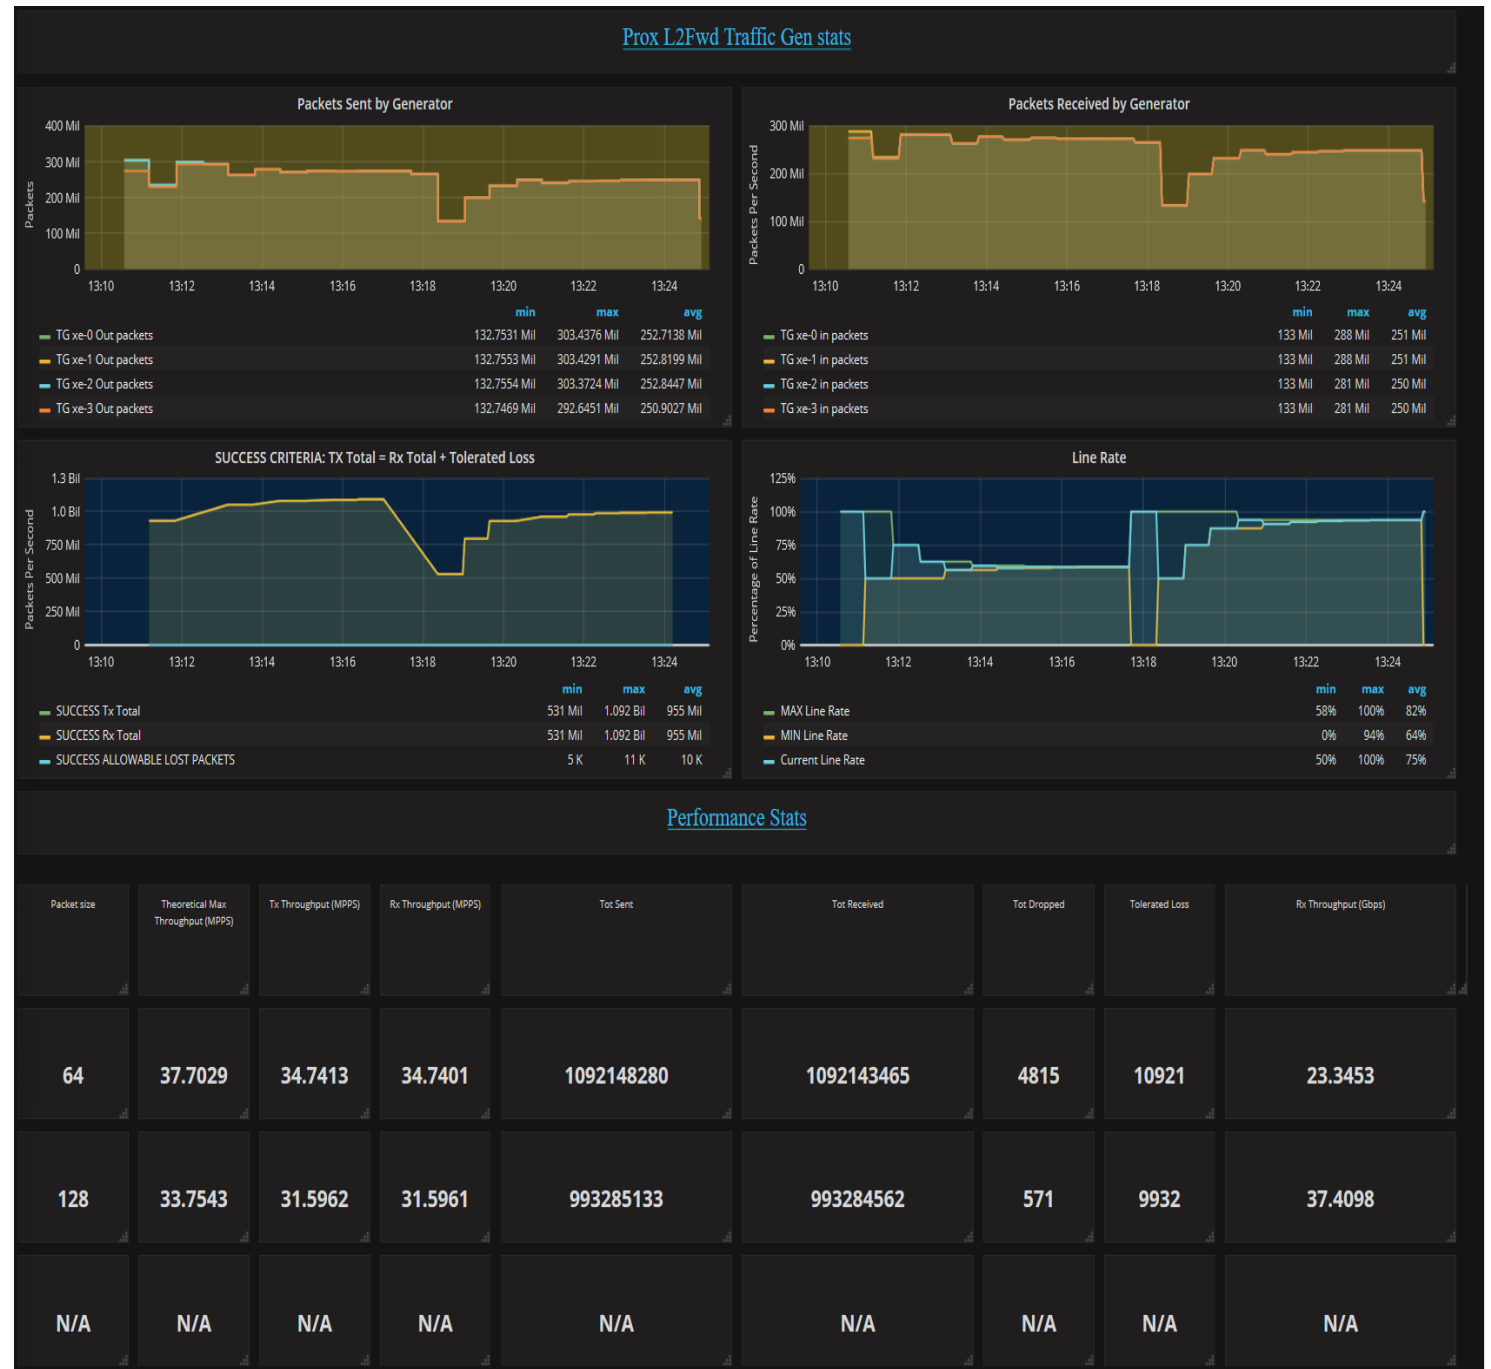 Prox L2Fwd Traffic Gen stats
Packets Sent by Generator
400 Mil
300 Mil
200 Mil
100 Mil
0
Packets
13:10 13:12 13:14 13:16 13:18 13:20 13:22 13:24
min max avg
TG xe-0 Out packets 132.7531 Mil 303.4376 Mil 252.7138 Mil
TG xe-1 Out packets 132.7553 Mil 303.4291 Mil 252.8199 Mil
TG xe-2 Out packets 132.7554 Mil 303.3724 Mil 252.8447 Mil
TG xe-3 Out packets 132.7469 Mil 292.6451 Mil 250.9027 Mil
Packets Received by Generator
300 Mil
200 Mil
100 Mil
0
Packets Per Second
13:10 13:12 13:14 13:16 13:18 13:20 13:22 13:24
min max avg
TG xe-0 in packets 133 Mil 288 Mil 251 Mil
TG xe-1 in packets 133 Mil 288 Mil 251 Mil
TG xe-2 in packets 133 Mil 281 Mil 250 Mil
TG xe-3 in packets 133 Mil 281 Mil 250 Mil
SUCCESS CRITERIA: TX Total = Rx Total + Tolerated Loss
1.3 Bil
1.0 Bil
750 Mil
500 Mil
250 Mil
0
Packets Per Second
13:10 13:12 13:14 13:16 13:18 13:20 13:22 13:24
min max avg
SUCCESS Tx Total 531 Mil 1.092 Bil 955 Mil
SUCCESS Rx Total 531 Mil 1.092 Bil 955 Mil
SUCCESS ALLOWABLE LOST PACKETS 5 K 11 K 10 K
Line Rate
125%
100%
75%
50%
25%
0%
Percentage of Line Rate
13:10 13:12 13:14 13:16 13:18 13:20 13:22 13:24
min max avg
MAX Line Rate 58% 100% 82%
MIN Line Rate 0% 94% 64%
Current Line Rate 50% 100% 75%
Performance Stats
Packet size
Theoretical Max
Throughput (MPPS)
Tx Throughput (MPPS)
Rx Throughput (MPPS)
Tot Sent
Tot Received
Tot Dropped
Tolerated Loss
Rx Throughput (Gbps)
64 37.7029 34.7413 34.7401 1092148280 1092143465 4815 10921 23.3453
128 33.7543 31.5962 31.5961 993285133 993284562 571 9932 37.4098
N/A N/A N/A N/A N/A N/A N/A N/A N/A